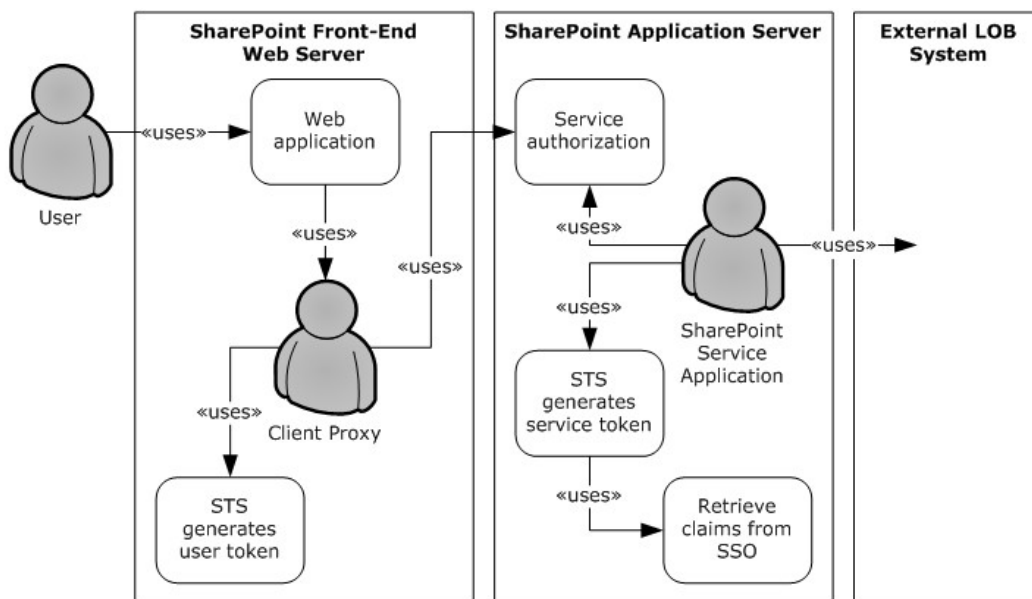 SharePoint Front-End
Web Server
SharePoint Application Server
External LOB
System
Web
application
Service
authorization
«uses»
User
«uses»
«uses»
«uses»
«uses»
«uses»
SharePoint
Service
Application
STS
generates
service token
«uses»
Client Proxy
«uses»
STS
generates
user token
Retrieve
claims from
SSO